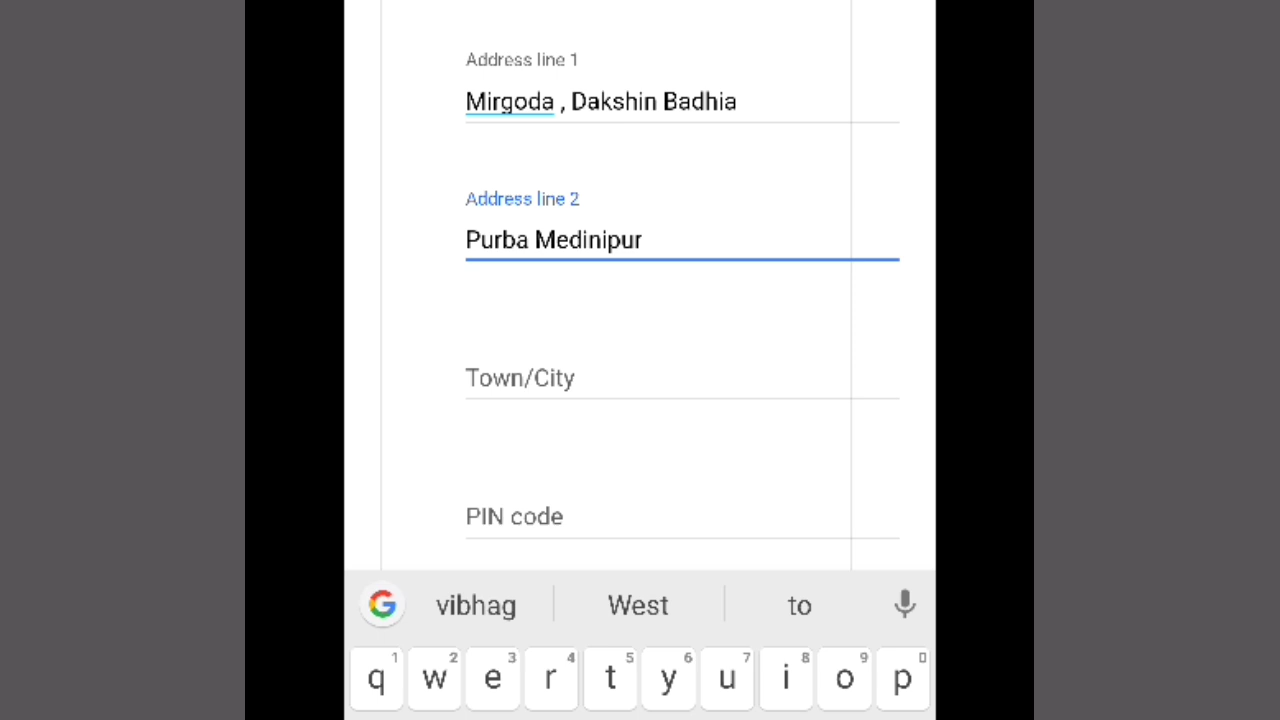 Address line 1
Mirgoda , Dakshin Badhia
Address line 2
Purba Medinipur
Town/City
PIN code
G vibhag West to
1 2 3 4 5 6 7 8 9 0
q w e r t y u i o p